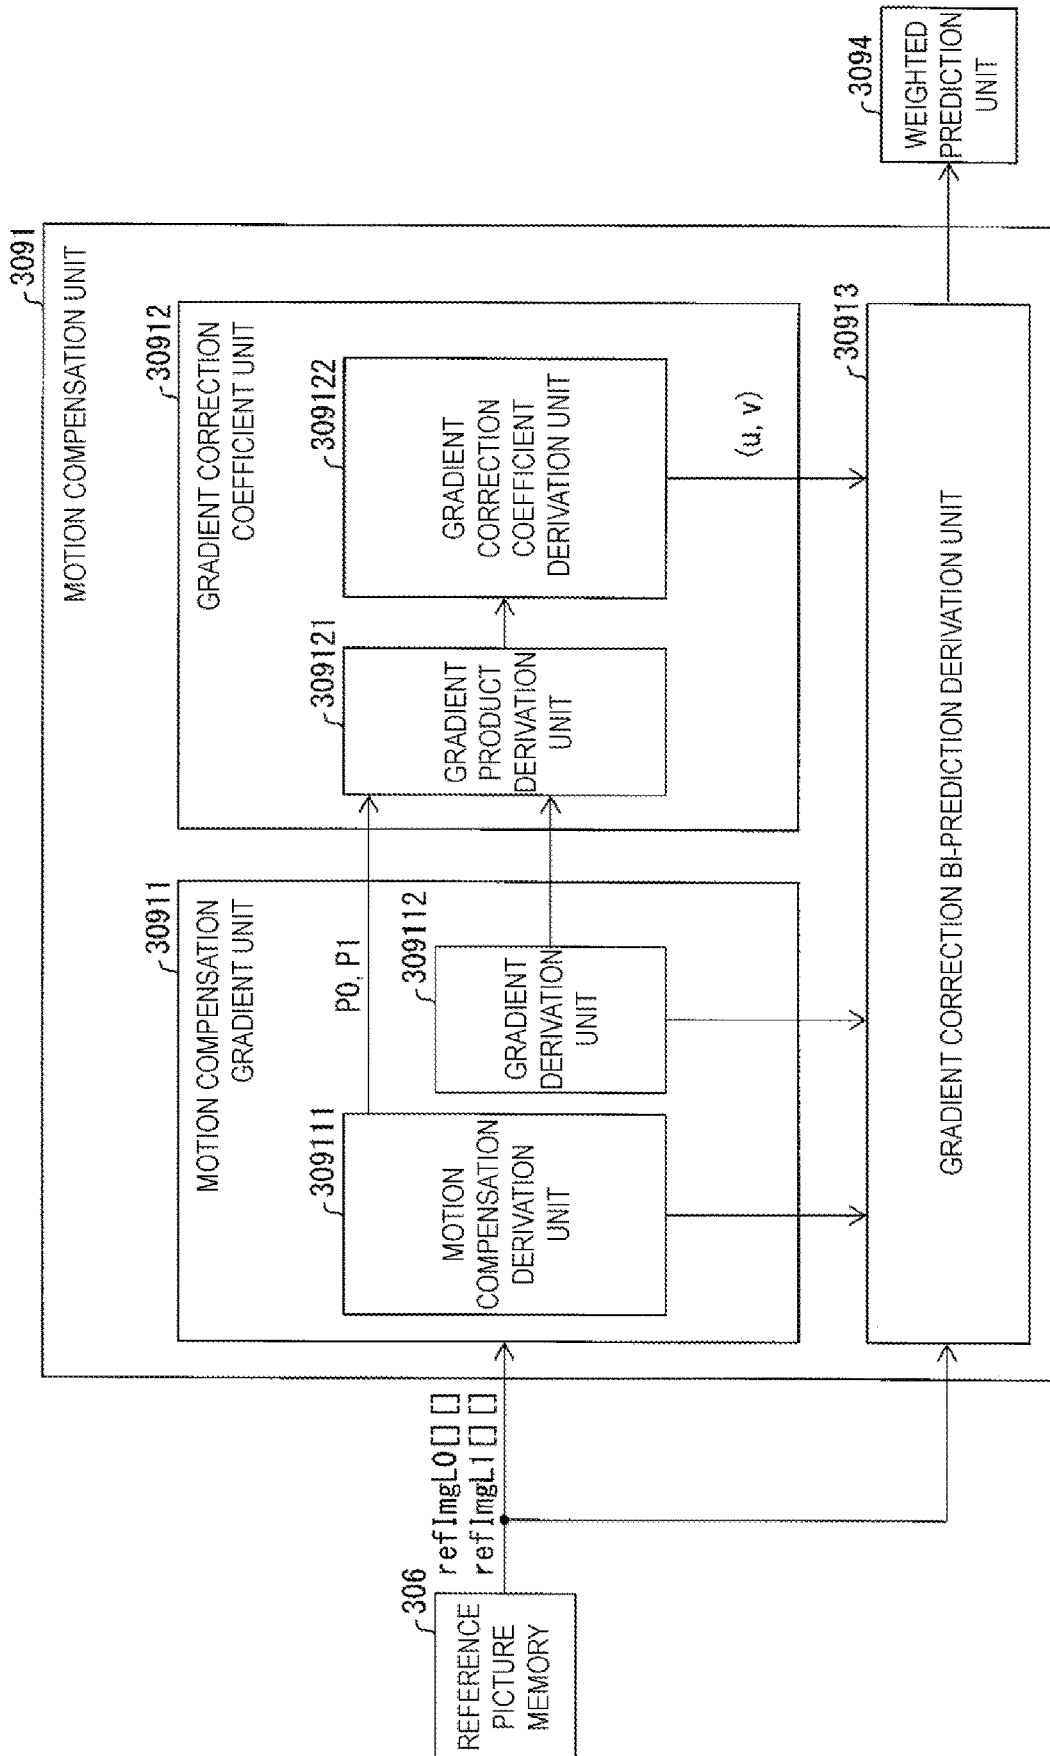 306
REFERENCE
PICTURE
MEMORY
refImgL0[] []
refImgL1[] []
3091
MOTION COMPENSATION UNIT
30911
MOTION COMPENSATION
GRADIENT UNIT
309111
MOTION
COMPENSATION
DERIVATION
UNIT
P0, P1
309112
GRADIENT
DERIVATION
UNIT
30912
GRADIENT CORRECTION
COEFFICIENT UNIT
309121
GRADIENT
PRODUCT
DERIVATION
UNIT
309122
GRADIENT
CORRECTION
COEFFICIENT
DERIVATION UNIT
(u, v)
30913
GRADIENT CORRECTION BI-PREDICTION DERIVATION UNIT
3094
WEIGHTED
PREDICTION
UNIT